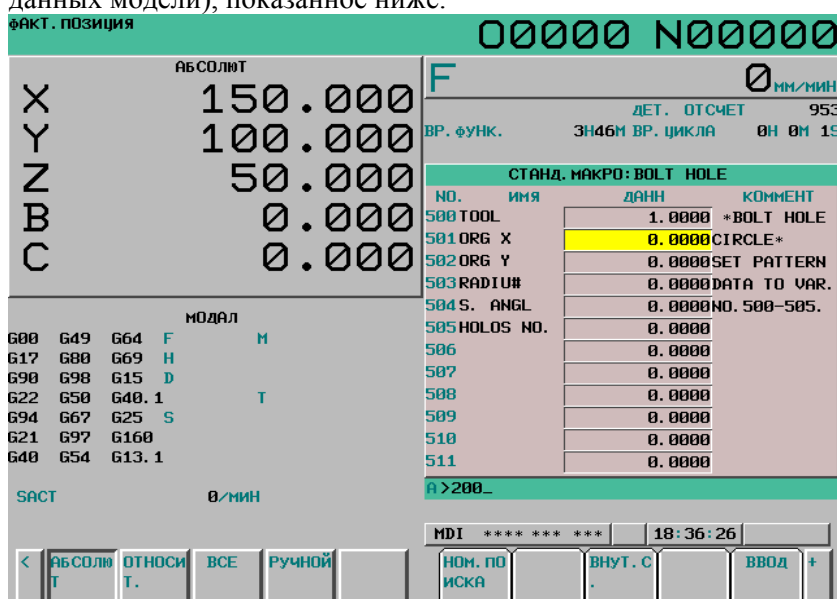 данных модели), показанное ниже.
ФАКТ. ПОЗИЦИЯ
O0000 N00000
АБСОЛЮТ
X 150.000
Y 100.000
Z 50.000
B 0.000
C 0.000
F 0 ММ/МИН
ДЕТ. ОТСЧЕТ 953
ВР. ФУНК. 3Н46М ВР. ЦИКЛА 0Н 0М
МОДАЛ
G00 G49 G64 F M
G17 G80 G69 H
G90 G98 G15 D
G22 G50 G40.1 T
G94 G67 G25 S
G21 G97 G160
G40 G54 G13.1
SACT 0/МИН
СТАНД. МАКРО: BOLT HOLE
NO. ИМЯ ДАНН КОММЕНТ
500 TOOL 1.0000 *BOLT HOLE
501 ORG X 0.0000 CIRCLE*
502 ORG Y 0.0000 SET PATTERN
503 RADIU# 0.0000 DATA TO VAR.
504 S. ANGL 0.0000 NO. 500-505.
505 HOLOS NO. 0.0000
506 0.0000
507 0.0000
508 0.0000
509 0.0000
510 0.0000
511 0.0000
A >200_
MDI **** *** *** 18:36:26
< АБСОЛЮ ОТНОСИ ВСЕ РУЧНОЙ
Т Т.
НОМ. ПО ВНУТ. С ВВОД +
ИСКА .